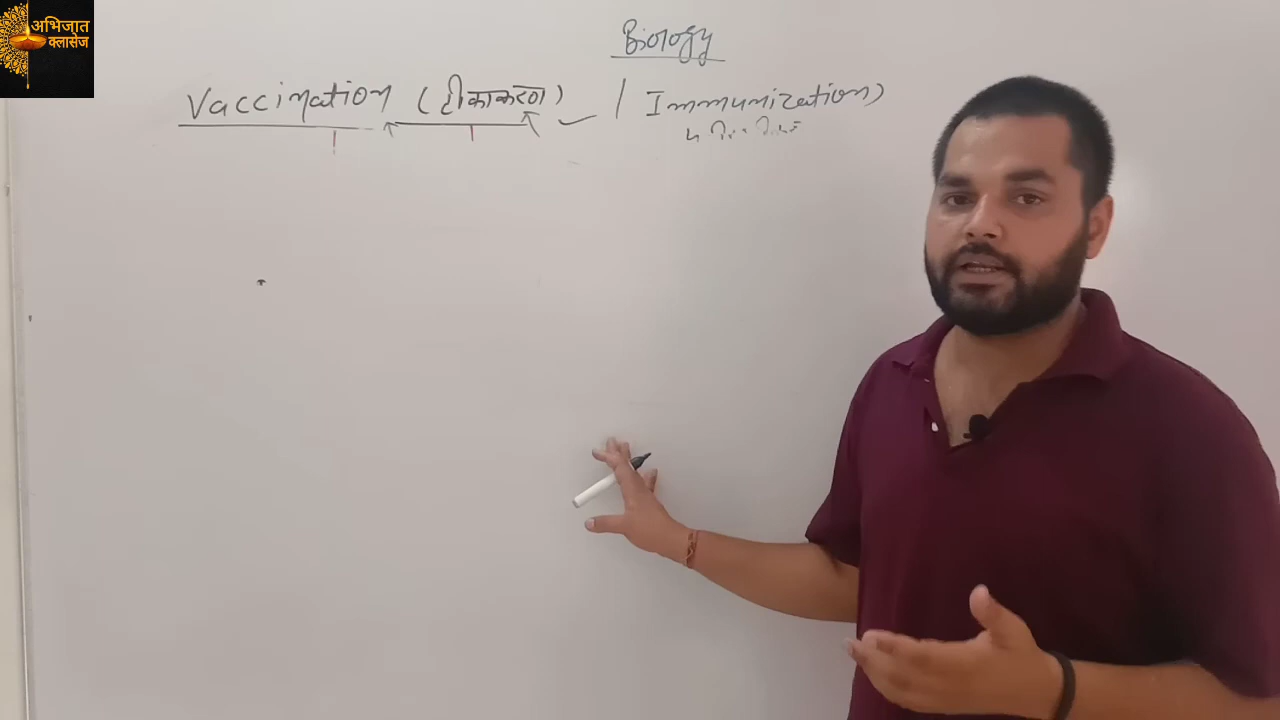 अभिजात
क्लासेज
Biology
Vaccination (टीकाकरण) / Immunization)